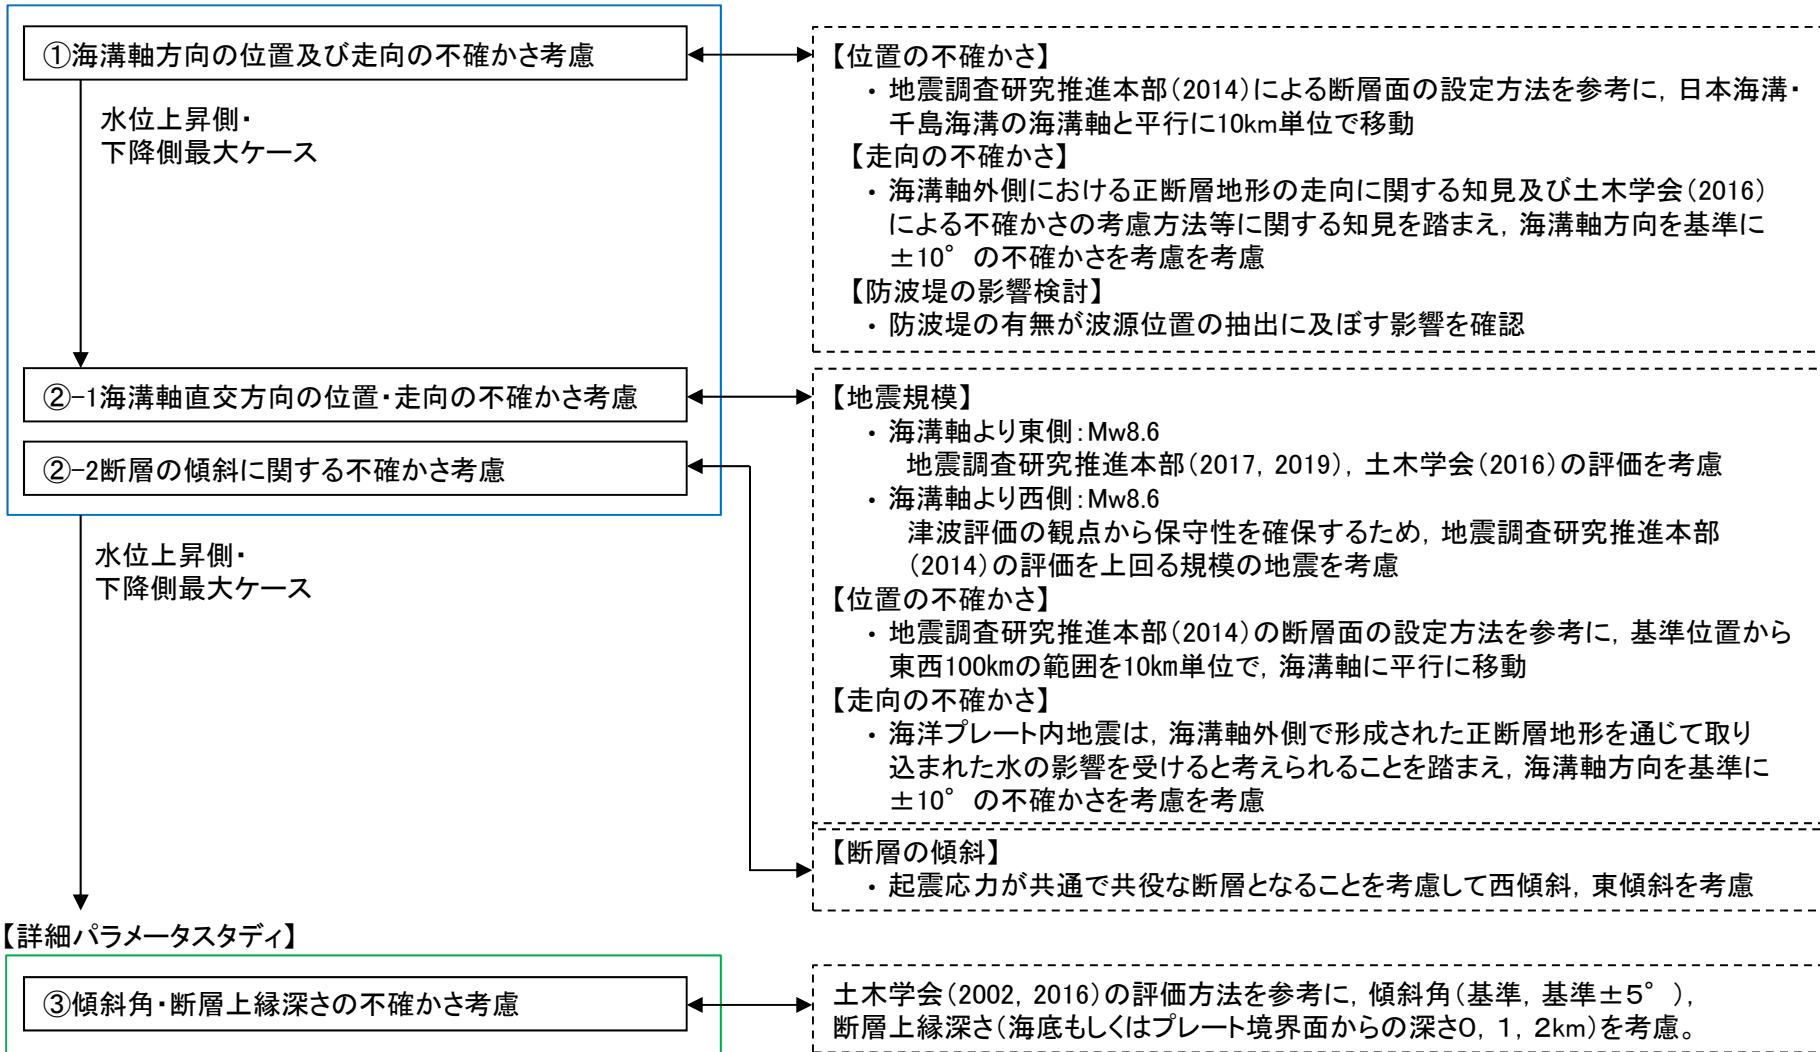 ①海溝軸方向の位置及び走向の不確かさ考慮
水位上昇側・
下降側最大ケース
【位置の不確かさ】
・地震調査研究推進本部(2014)による断層面の設定方法を参考に，日本海溝・
千島海溝の海溝軸と平行に10km単位で移動
【走向の不確かさ】
・海溝軸外側における正断層地形の走向に関する知見及び土木学会(2016)
による不確かさの考慮方法等に関する知見を踏まえ，海溝軸方向を基準に
±10°の不確かさを考慮を考慮
【防波堤の影響検討】
・防波堤の有無が波源位置の抽出に及ぼす影響を確認
②-1海溝軸直交方向の位置・走向の不確かさ考慮
②-2断層の傾斜に関する不確かさ考慮
水位上昇側・
下降側最大ケース
【地震規模】
・海溝軸より東側：Mw8.6
地震調査研究推進本部(2017，2019)，土木学会(2016)の評価を考慮
・海溝軸より西側：Mw8.6
津波評価の観点から保守性を確保するため，地震調査研究推進本部
(2014)の評価を上回る規模の地震を考慮
【位置の不確かさ】
・地震調査研究推進本部(2014)の断層面の設定方法を参考に，基準位置から
東西100㎞の範囲を10㎞単位で，海溝軸に平行に移動
【走向の不確かさ】
・海洋プレート内地震は，海溝軸外側で形成された正断層地形を通じて取り
込まれた水の影響を受けると考えられることを踏まえ，海溝軸方向を基準に
±10°の不確かさを考慮を考慮
【断層の傾斜】
・起震応力が共通で共役な断層となることを考慮して西傾斜，東傾斜を考慮
【詳細パラメータスタディ】
③傾斜角・断層上縁深さの不確かさ考慮
土木学会(2002，2016)の評価方法を参考に，傾斜角(基準，基準±５°)，
断層上縁深さ(海底もしくはプレート境界面からの深さ０，１，２km)を考慮。